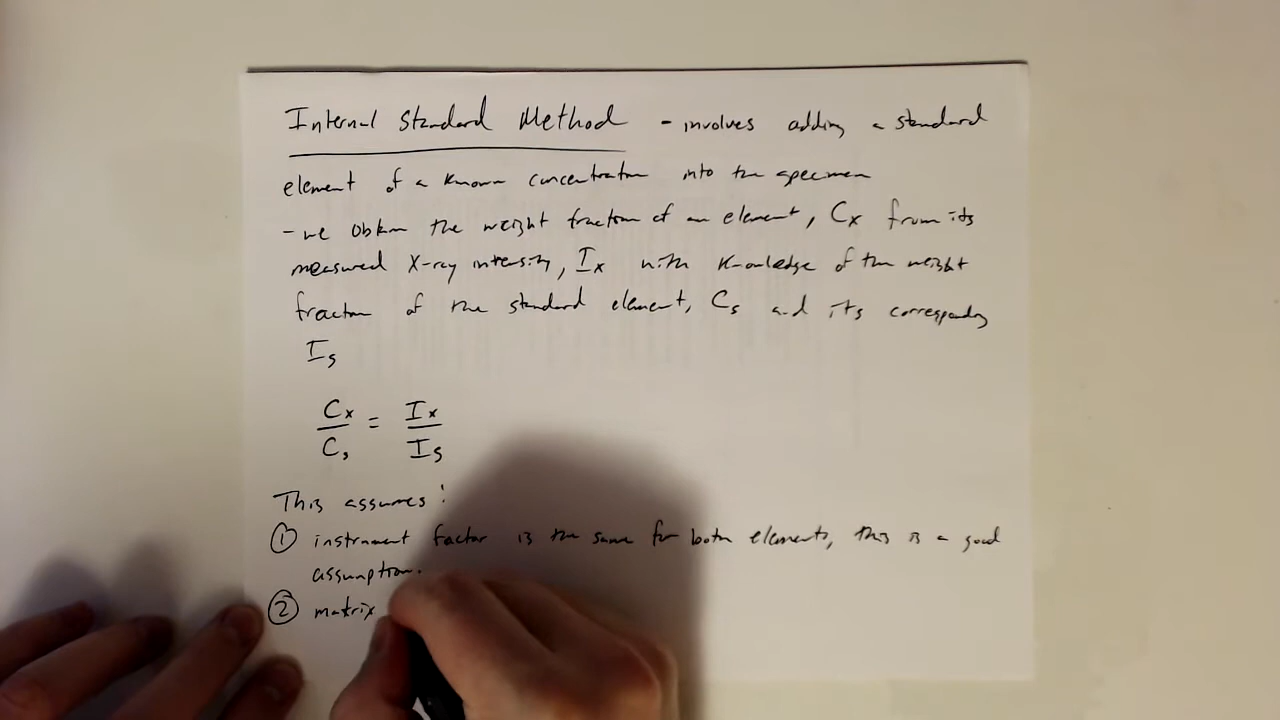 Internal Standard Method - involves adding a standard
element of a known concentration into the specimen
- we obtain the weight fraction of an element, Cx from its
measured X-ray intensity, Ix with knowledge of the weight
fraction of the standard element, Cs and its corresponding
Is
Cx/Cs = Ix/Is
This assumes:
① instrument factor is the same for both elements, this is a good
assumption.
② matrix